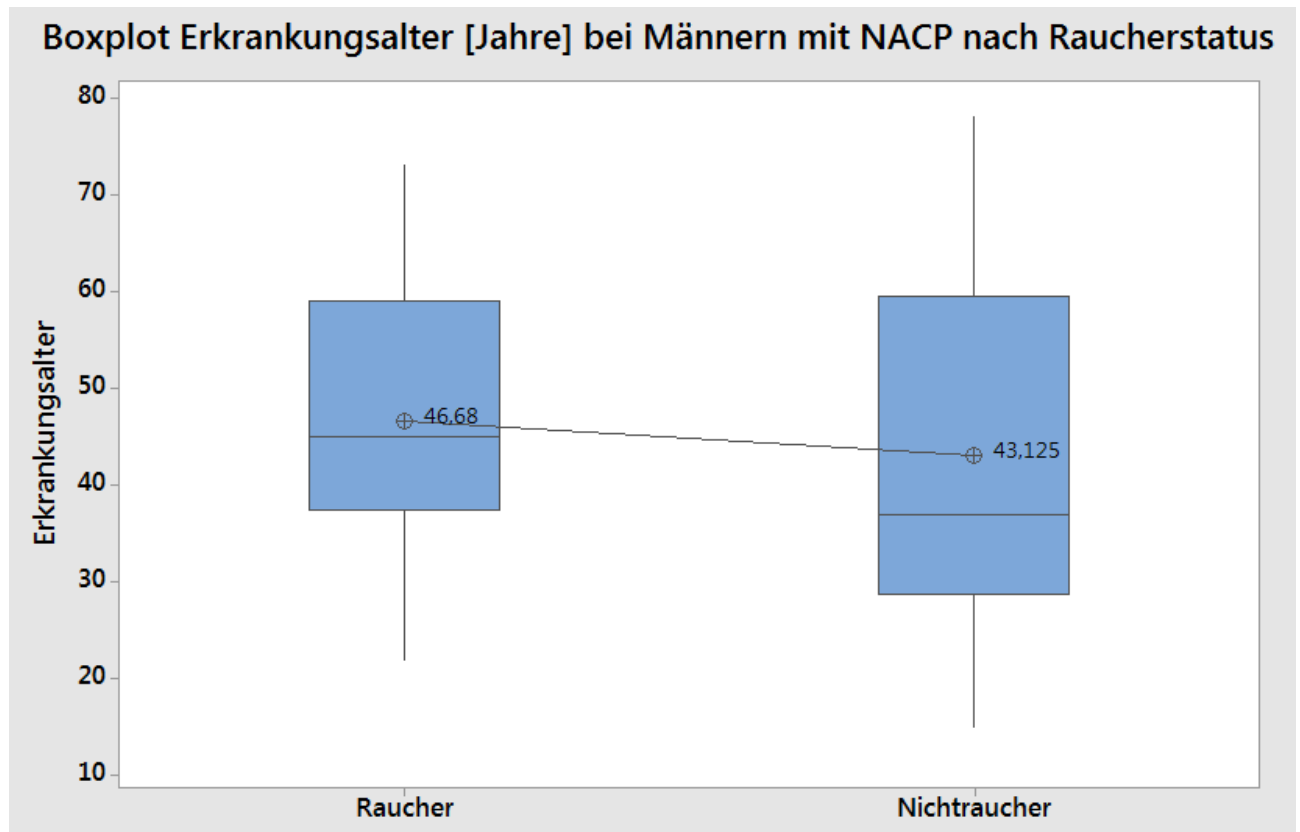 Boxplot Erkrankungsalter [Jahre] bei Männern mit NACP nach Raucherstatus
Erkrankungsalter
80
70
60
50
40
30
20
10
46,68
43,125
Raucher
Nichtraucher